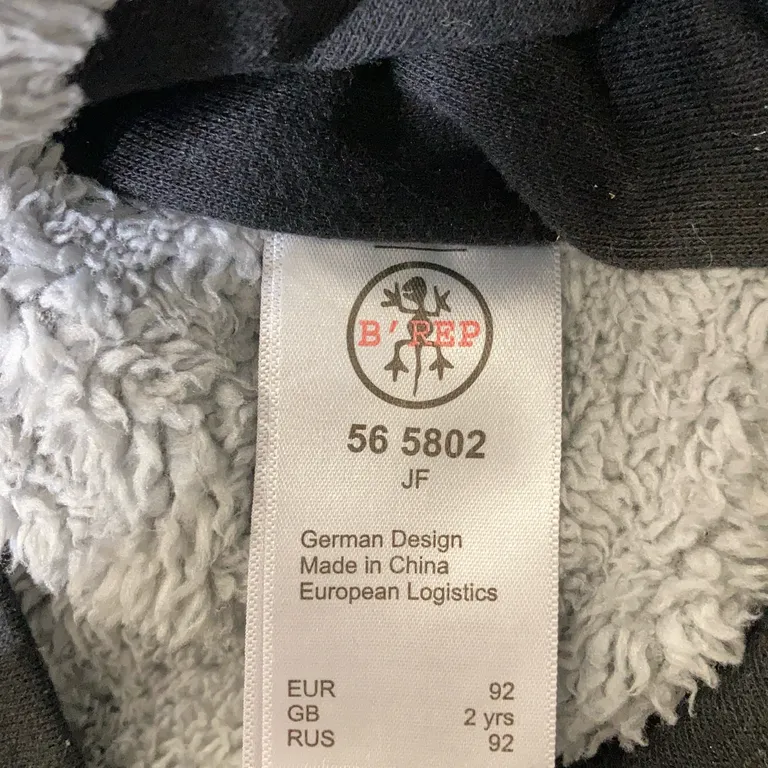 B'REP
56 5802
JF
German Design
Made in China
European Logistics
EUR 92
GB 2 yrs
RUS 92